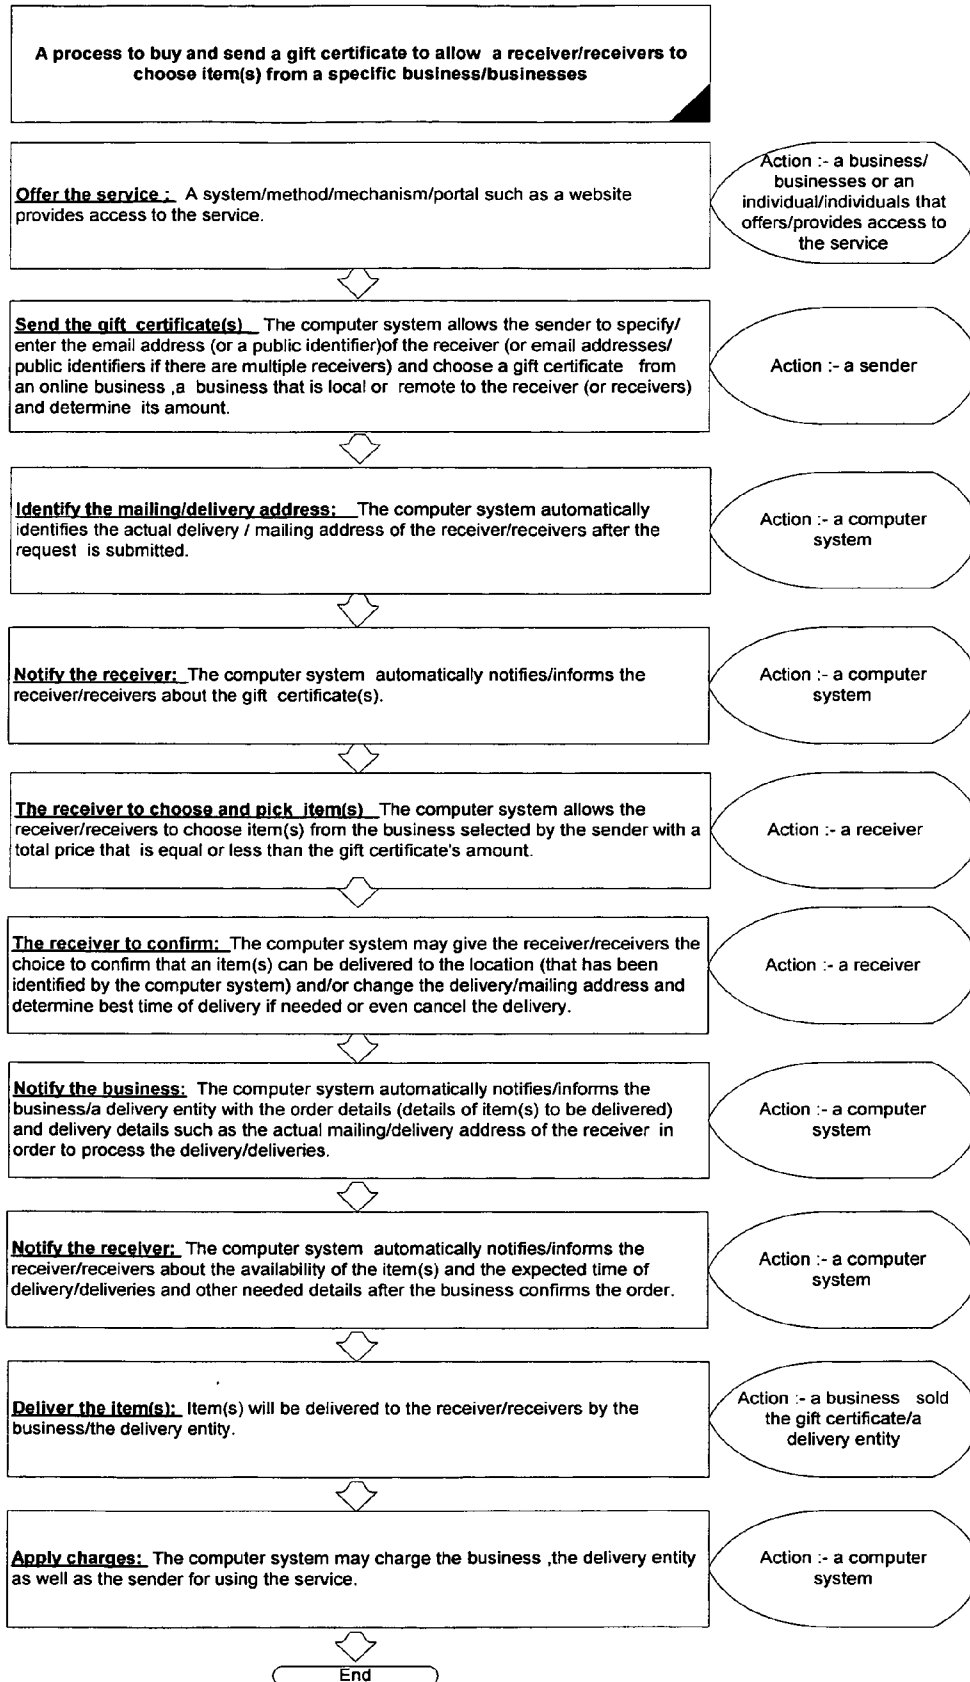 A process to buy and send a gift certificate to allow a receiver/receivers to
choose item(s) from a specific business/businesses
Offer the service : A system/method/mechanism/portal such as a website
provides access to the service.
Action :- a business/
businesses or an
individual/individuals that
offers/provides access to
the service
Send the gift certificate(s) The computer system allows the sender to specify/
enter the email address (or a public identifier)of the receiver (or email addresses/
public identifiers if there are multiple receivers) and choose a gift certificate from
an online business ,a business that is local or remote to the receiver (or receivers)
and determine its amount.
Action :- a sender
Identify the mailing/delivery address: The computer system automatically
identifies the actual delivery / mailing address of the receiver/receivers after the
request is submitted.
Action :- a computer
system
Notify the receiver: The computer system automatically notifies/informs the
receiver/receivers about the gift certificate(s).
Action :- a computer
system
The receiver to choose and pick item(s) The computer system allows the
receiver/receivers to choose item(s) from the business selected by the sender with a
total price that is equal or less than the gift certificate's amount.
Action :- a receiver
The receiver to confirm: The computer system may give the receiver/receivers the
choice to confirm that an item(s) can be delivered to the location (that has been
identified by the computer system) and/or change the delivery/mailing address and
determine best time of delivery if needed or even cancel the delivery.
Action :- a receiver
Notify the business: The computer system automatically notifies/informs the
business/a delivery entity with the order details (details of item(s) to be delivered)
and delivery details such as the actual mailing/delivery address of the receiver in
order to process the delivery/deliveries.
Action :- a computer
system
Notify the receiver: The computer system automatically notifies/informs the
receiver/receivers about the availability of the item(s) and the expected time of
delivery/deliveries and other needed details after the business confirms the order.
Action :- a computer
system
Deliver the item(s): Item(s) will be delivered to the receiver/receivers by the
business/the delivery entity.
Action :- a business sold
the gift certificate/a
delivery entity
Apply charges: The computer system may charge the business ,the delivery entity
as well as the sender for using the service.
Action :- a computer
system
End